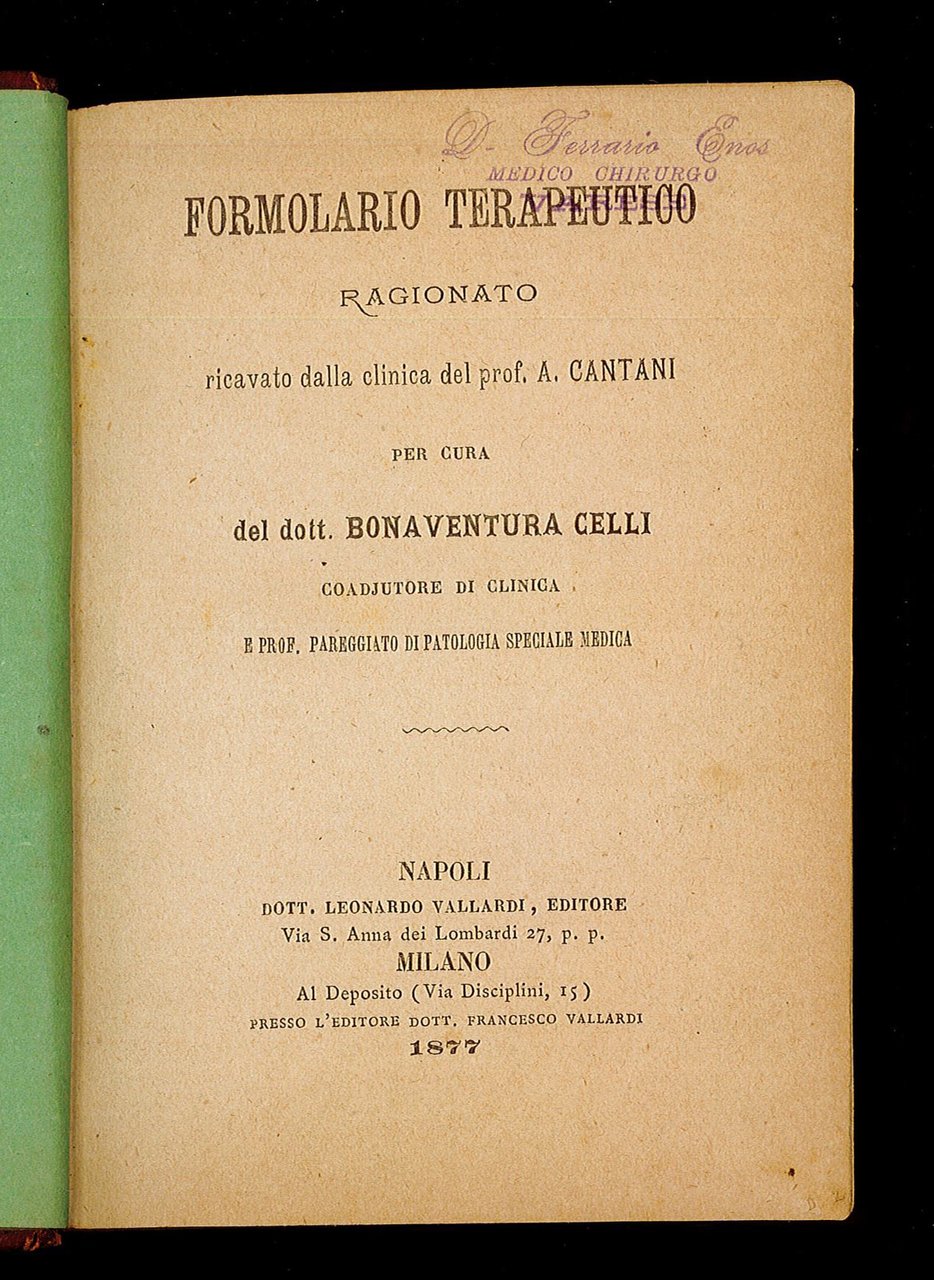 D. Ferrario Enos
MEDICO CHIRURGO
VARESE
FORMOLARIO TERAPEUTICO
RAGIONATO
ricavato dalla clinica del prof. A. CANTANI
PER CURA
del dott. BONAVENTURA CELLI
COADJUTORE DI CLINICA
E PROF. PAREGGIATO DI PATOLOGIA SPECIALE MEDICA
NAPOLI
DOTT. LEONARDO VALLARDI, EDITORE
Via S. Anna dei Lombardi 27, p. p.
MILANO
Al Deposito (Via Disciplini, 15)
PRESSO L'EDITORE DOTT. FRANCESCO VALLARDI
1877